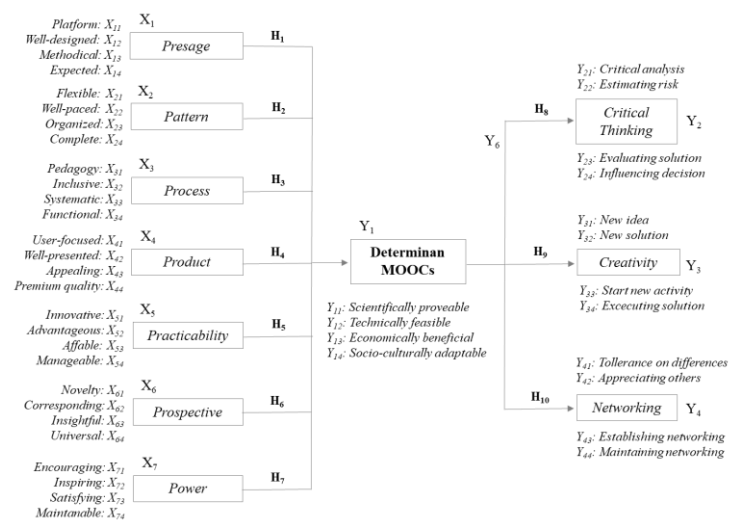 Platform: X₁₁
X₁
Well-designed: X₁₂
Methodical: X₁₃
Expected: X₁₄
Presage
H₁
Flexible: X₂₁
X₂
Well-paced: X₂₂
Organized: X₂₃
Complete: X₂₄
Pattern
H₂
Pedagogy: X₃₁
X₃
Inclusive: X₃₂
Systematic: X₃₃
Functional: X₃₄
Process
H₃
User-focused: X₄₁
X₄
Well-presented: X₄₂
Appealing: X₄₃
Premium quality: X₄₄
Product
H₄
Innovative: X₅₁
X₅
Advantageous: X₅₂
Affable: X₅₃
Manageable: X₅₄
Practicability
H₅
Novelty: X₆₁
X₆
Corresponding: X₆₂
Insightful: X₆₃
Universal: X₆₄
Prospective
H₆
Encouraging: X₇₁
X₇
Inspiring: X₇₂
Satisfying: X₇₃
Maintanable: X₇₄
Power
H₇
Y₁
Determinan
MOOCs
Y₁₁: Scientifically proveable
Y₁₂: Technically feasible
Y₁₃: Economically beneficial
Y₁₄: Socio-culturally adaptable
Y₆
H₈
Y₂₁: Critical analysis
Y₂₂: Estimating risk
Critical
Thinking
Y₂
Y₂₃: Evaluating solution
Y₂₄: Influencing decision
H₉
Y₃₁: New idea
Y₃₂: New solution
Creativity
Y₃
Y₃₃: Start new activity
Y₃₄: Excecuting solution
H₁₀
Y₄₁: Tollerance on differences
Y₄₂: Appreciating others
Networking
Y₄
Y₄₃: Establishing networking
Y₄₄: Maintaining networking